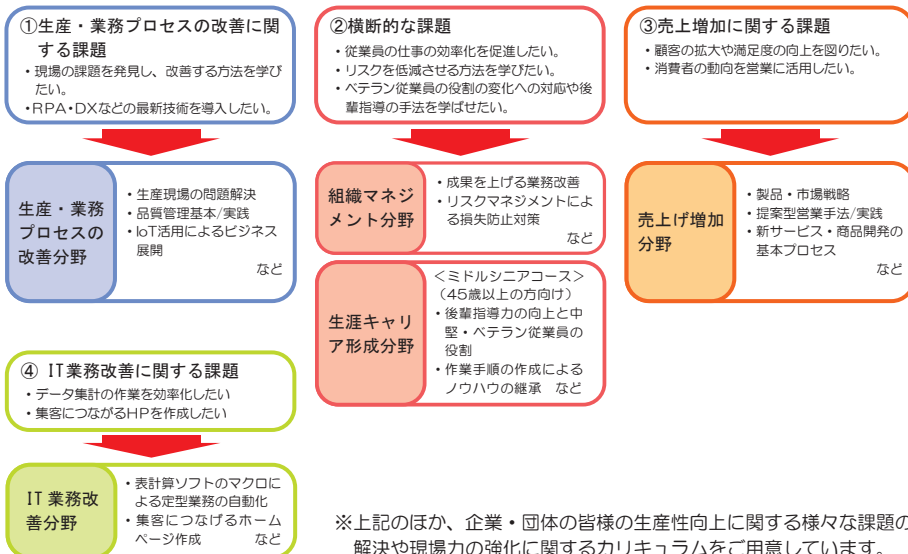 ①生産・業務プロセスの改善に関
する課題
・現場の課題を発見し、改善する方法を学び
たい。
・RPA・DXなどの最新技術を導入したい。
生産・業務
プロセスの
改善分野
・生産現場の問題解決
・品質管理基本/実践
・IoT活用によるビジネス
展開
など
②横断的な課題
・従業員の仕事の効率化を促進したい。
・リスクを低減させる方法を学びたい。
・ベテラン従業員の役割の変化への対応や後
輩指導の手法を学ばせたい。
組織マネジ
メント分野
・成果を上げる業務改善
・リスクマネジメントによ
る損失防止対策
など
生涯キャリ
ア形成分野
＜ミドルシニアコース＞
（45歳以上の方向け）
・後輩指導力の向上と中
堅・ベテラン従業員の
役割
・作業手順の作成による
ノウハウの継承　など
③売上増加に関する課題
・顧客の拡大や満足度の向上を図りたい。
・消費者の動向を営業に活用したい。
売上げ増加
分野
・製品・市場戦略
・提案型営業手法/実践
・新サービス・商品開発の
基本プロセス
など
④ IT業務改善に関する課題
・データ集計の作業を効率化したい
・集客につながるHPを作成したい
IT業務改
善分野
・表計算ソフトのマクロに
よる定型業務の自動化
・集客につなげるホーム
ページ作成　など
※上記のほか、企業・団体の皆様の生産性向上に関する様々な課題の
解決や現場力の強化に関するカリキュラムをご用意しています。